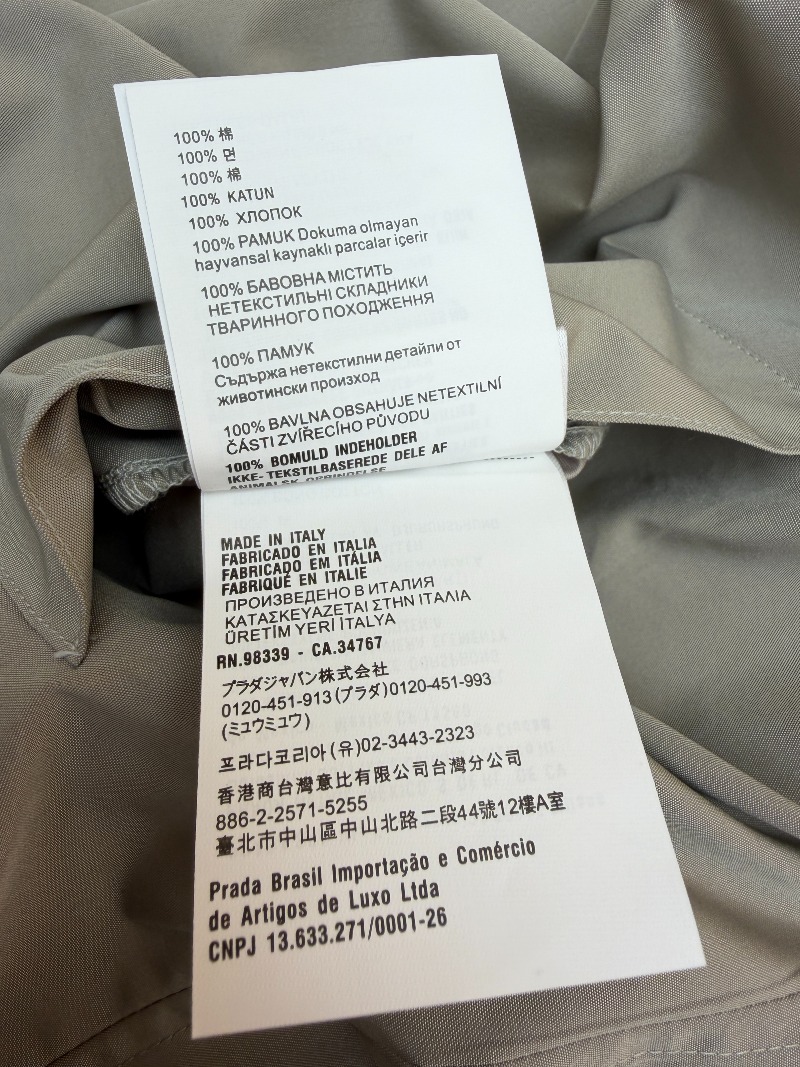 100% 棉
100% 면
100% 棉
100% KATUN
100% ХЛОПОК
100% PAMUK Dokuma olmayan
hayvansal kaynaklı parcalar içerir
100% БАВОВНА МІСТИТЬ
НЕТЕКСТИЛЬНІ СКЛАДНИКИ
ТВАРИННОГО ПОХОДЖЕННЯ
100% ПАМУК
Съдържа нетекстилни детайли от
животински произход
100% BAVLNA OBSAHUJE NETEXTILNÍ
ČÁSTI ZVÍŘECÍHO PŮVODU
100% BOMULD INDEHOLDER
IKKE- TEKSTILBASEREDE DELE AF
ANIMALSK OPRINDELSE
MADE IN ITALY
FABRICADO EN ITALIA
FABRICADO EM ITÁLIA
FABRIQUÉ EN ITALIE
ПРОИЗВЕДЕНО В ИТАЛИЯ
ΚΑΤΑΣΚΕΥΑΖΕΤΑΙ ΣΤΗΝ ΙΤΑΛΙΑ
ÜRETİM YERİ İTALYA
RN.98339 - CA.34767
プラダジャパン株式会社
0120-451-913(プラダ)0120-451-993
(ミュウミュウ)
프라다코리아(유)02-3443-2323
香港商台灣意比有限公司台灣分公司
886-2-2571-5255
臺北市中山區中山北路二段44號12樓A室
Prada Brasil Importação e Comércio
de Artigos de Luxo Ltda
CNPJ 13.633.271/0001-26